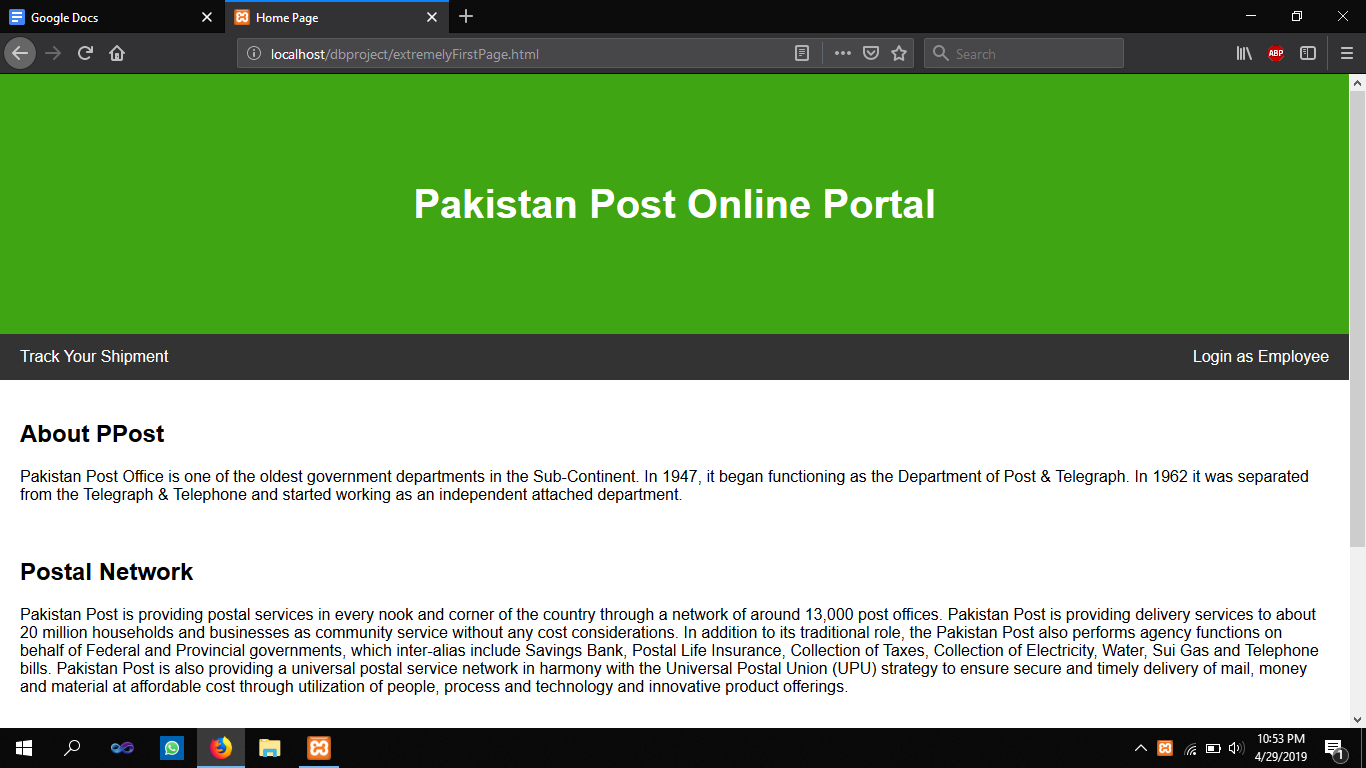 Google Docs
Home Page
localhost/dbproject/extremelyFirstPage.html
Search
ABP
Pakistan Post Online Portal
Track Your Shipment
Login as Employee
About PPost
Pakistan Post Office is one of the oldest government departments in the Sub-Continent. In 1947, it began functioning as the Department of Post & Telegraph. In 1962 it was separated
from the Telegraph & Telephone and started working as an independent attached department.
Postal Network
Pakistan Post is providing postal services in every nook and corner of the country through a network of around 13,000 post offices. Pakistan Post is providing delivery services to about
20 million households and businesses as community service without any cost considerations. In addition to its traditional role, the Pakistan Post also performs agency functions on
behalf of Federal and Provincial governments, which inter-alias include Savings Bank, Postal Life Insurance, Collection of Taxes, Collection of Electricity, Water, Sui Gas and Telephone
bills. Pakistan Post is also providing a universal postal service network in harmony with the Universal Postal Union (UPU) strategy to ensure secure and timely delivery of mail, money
and material at affordable cost through utilization of people, process and technology and innovative product offerings.
10:53 PM
4/29/2019
1